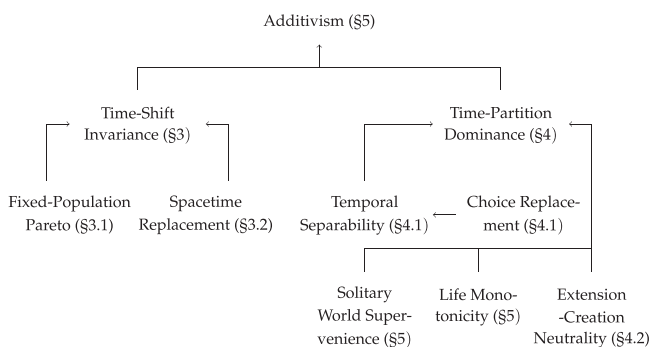 Additivism (§5)
Time-Shift
Invariance (§3)
Time-Partition
Dominance (§4)
Fixed-Population
Pareto (§3.1)
Spacetime
Replacement (§3.2)
Temporal
Separability (§4.1)
Choice Replace-
ment (§4.1)
Solitary
World Super-
venience (§5)
Life Mono-
tonicity (§5)
Extension
-Creation
Neutrality (§4.2)